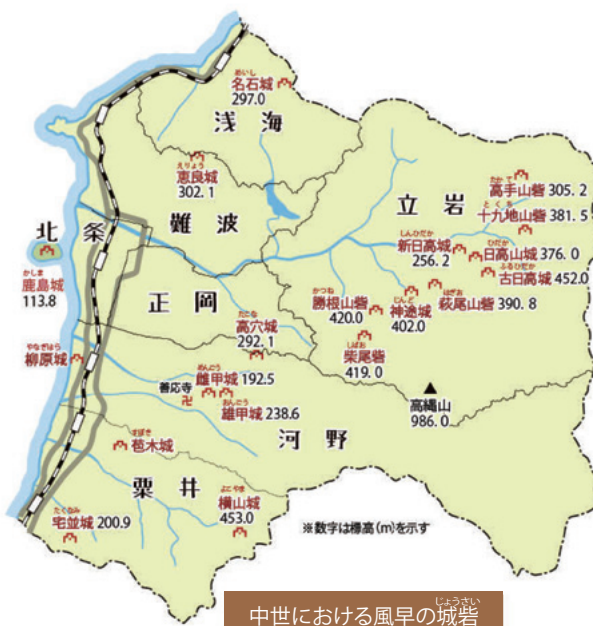 めいし
名石城
297.0
浅海
えりょう
恵良城
302.1
難波
北条
かしま
鹿島城
113.8
立岩
たかで
高手山砦 305.2
とくち
十九地山砦 381.5
しんひだか
新日高城
256.2
ひだか
日高山城 376.0
ふるひだか
古日高城 452.0
はぎお
萩尾山砦 390.8
じんど
神途城
402.0
かつね
勝根山砦
420.0
しばお
柴尾砦
419.0
正岡
たこな
高穴城
292.1
やなぎはら
柳原城
めんごう
雌甲城 192.5
善応寺
卍
おんごう
雄甲城 238.6
高縄山
986.0
河野
苞木城
粟井
よこやま
横山城
453.0
たくなみ
宅並城 200.9
※数字は標高(m)を示す
じょうさい
中世における風早の城砦